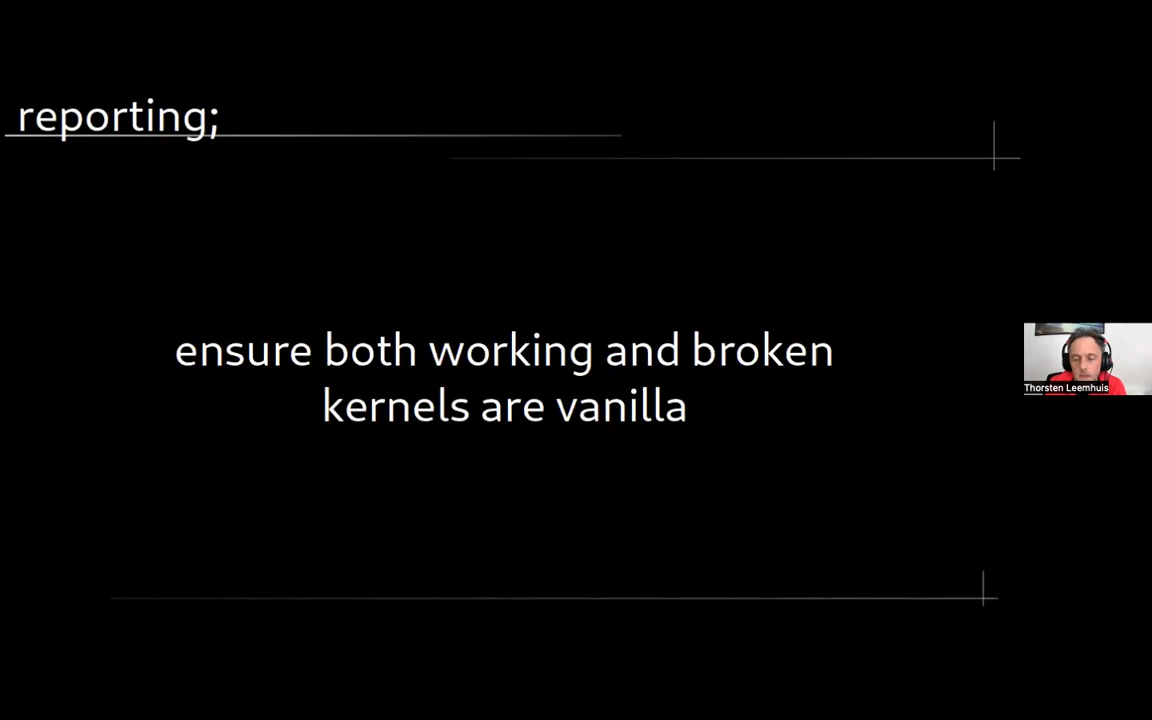 reporting;
ensure both working and broken
kernels are vanilla
Thorsten Leemhuis